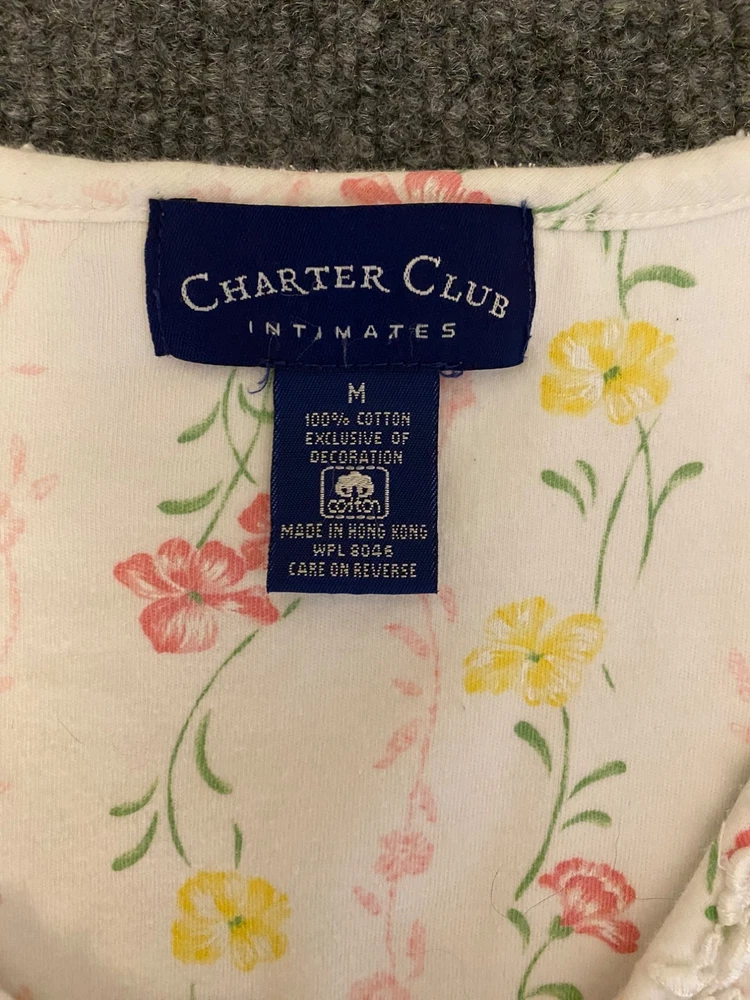 CHARTER CLUB
INTIMATES
M
100% COTTON
EXCLUSIVE OF
DECORATION
cotton
MADE IN HONG KONG
WPL 8046
CARE ON REVERSE